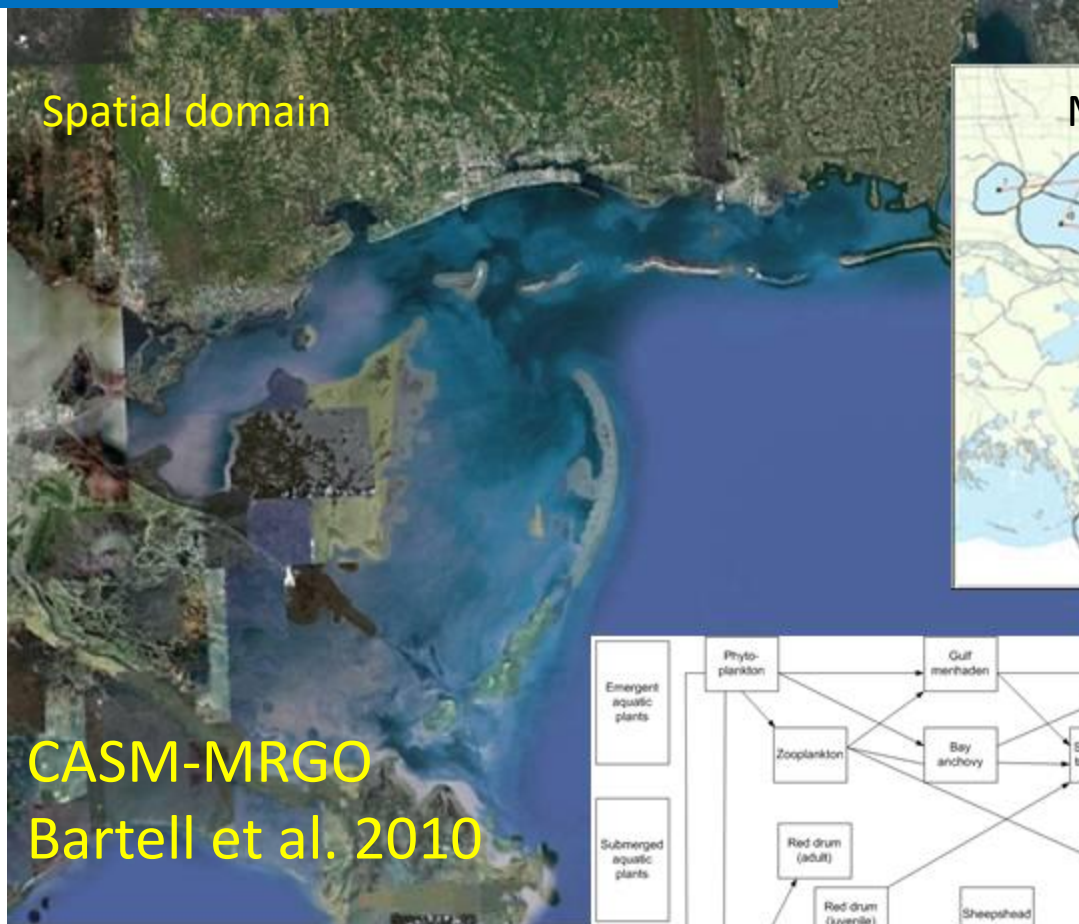 Spatial domain
Phyto-
plankton
Gulf
menhaden
Emergent
aquatic
plants
Zooplankton
Bay
anchovy
CASM-MRGO
Bartell et al. 2010
Submerged
aquatic
plants
Red drum
(adult)
Red drum
(juvenile)
Sheepshead